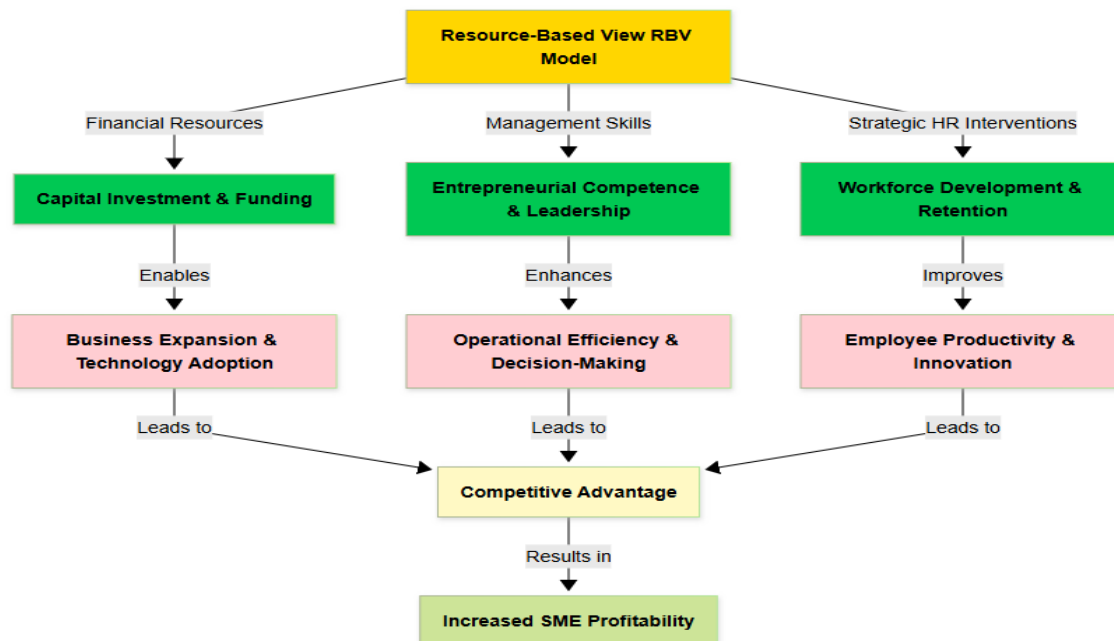 Resource-Based View RBV
Model
Financial Resources
Management Skills
Strategic HR Interventions
Capital Investment & Funding
Entrepreneurial Competence
& Leadership
Workforce Development &
Retention
Enables
Enhances
Improves
Business Expansion &
Technology Adoption
Operational Efficiency &
Decision-Making
Employee Productivity &
Innovation
Leads to
Leads to
Leads to
Competitive Advantage
Results in
Increased SME Profitability